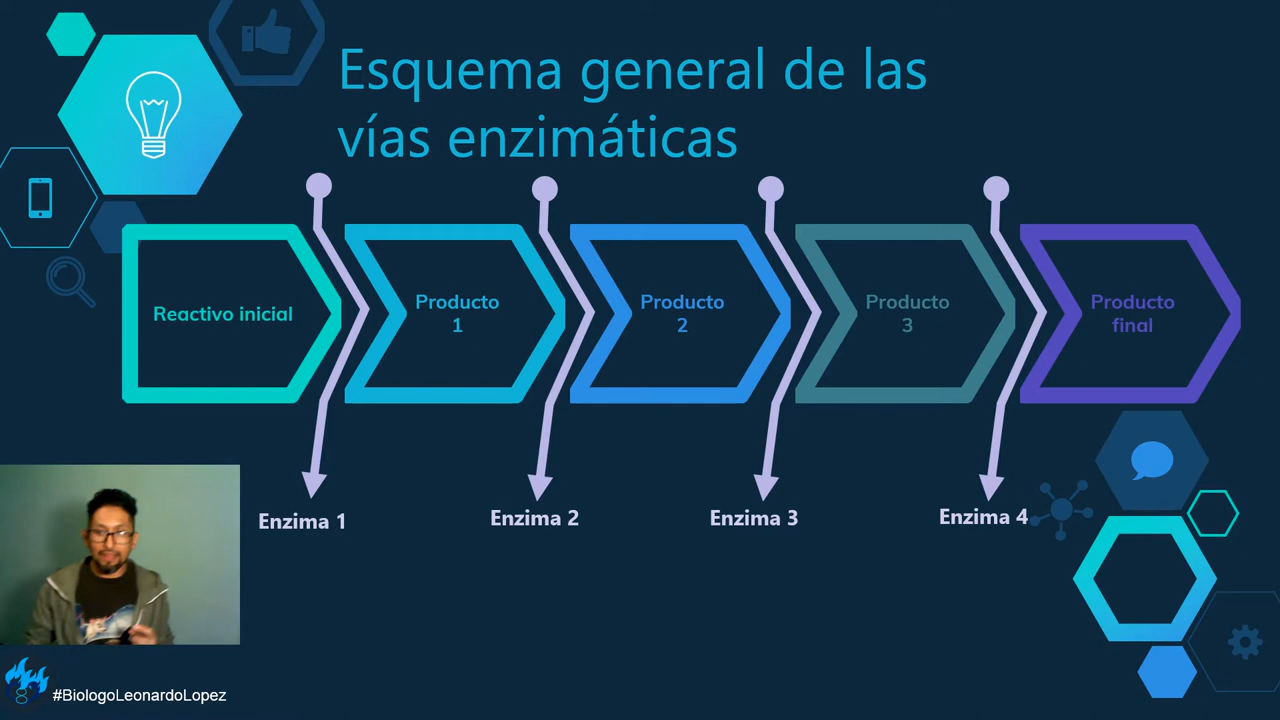 Esquema general de las
vías enzimáticas
Reactivo inicial
Producto
1
Producto
2
Producto
3
Producto
final
Enzima 1
Enzima 2
Enzima 3
Enzima 4
#BiologoLeonardoLopez